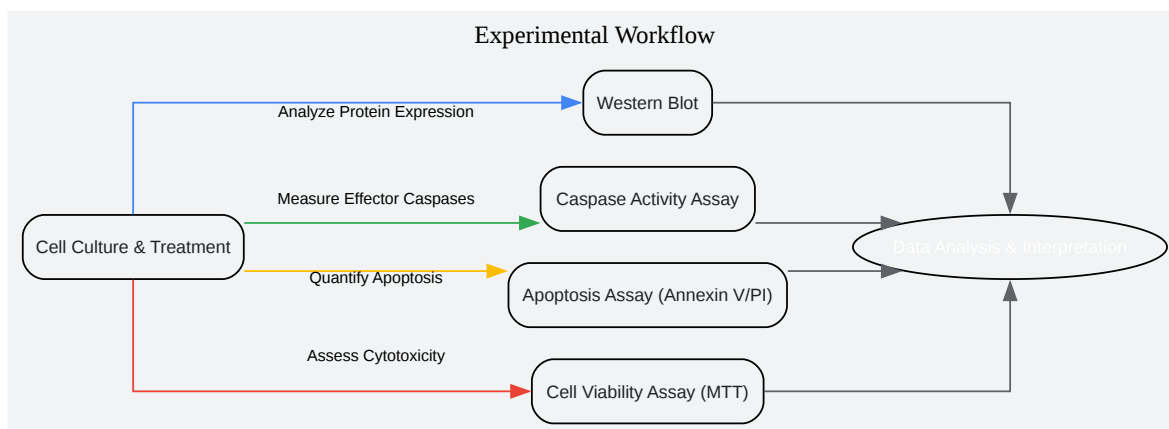 Experimental Workflow
Western Blot
Analyze Protein Expression
Measure Effector Caspases
Caspase Activity Assay
Cell Culture & Treatment
Data Analysis & Interpretation
Quantify Apoptosis
Apoptosis Assay (Annexin V/PI)
Assess Cytotoxicity
Cell Viability Assay (MTT)